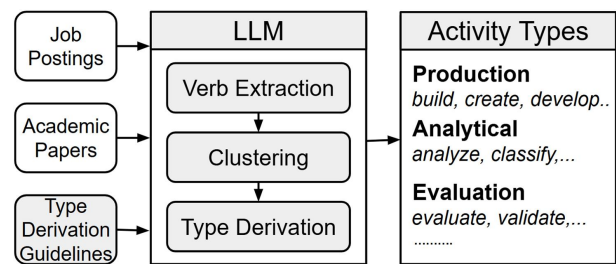 Job
Postings
Academic
Papers
Type
Derivation
Guidelines
LLM
Verb Extraction
Clustering
Type Derivation
Activity Types
Production
build, create, develop..
Analytical
analyze, classify,...
Evaluation
evaluate, validate,...
..........